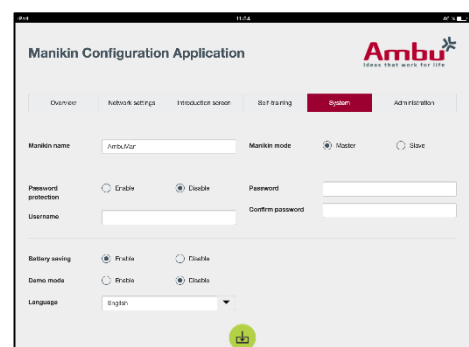 iPad 11:14
Manikin Configuration Application
Ambu
Ideas that work for life
Overview Network settings Introduction screen Self-training System Administration
Manikin name AmbuMan Manikin mode Master Slave
Password protection Enable Disable Password
Username Confirm password
Battery saving Enable Disable
Demo mode Enable Disable
Language English